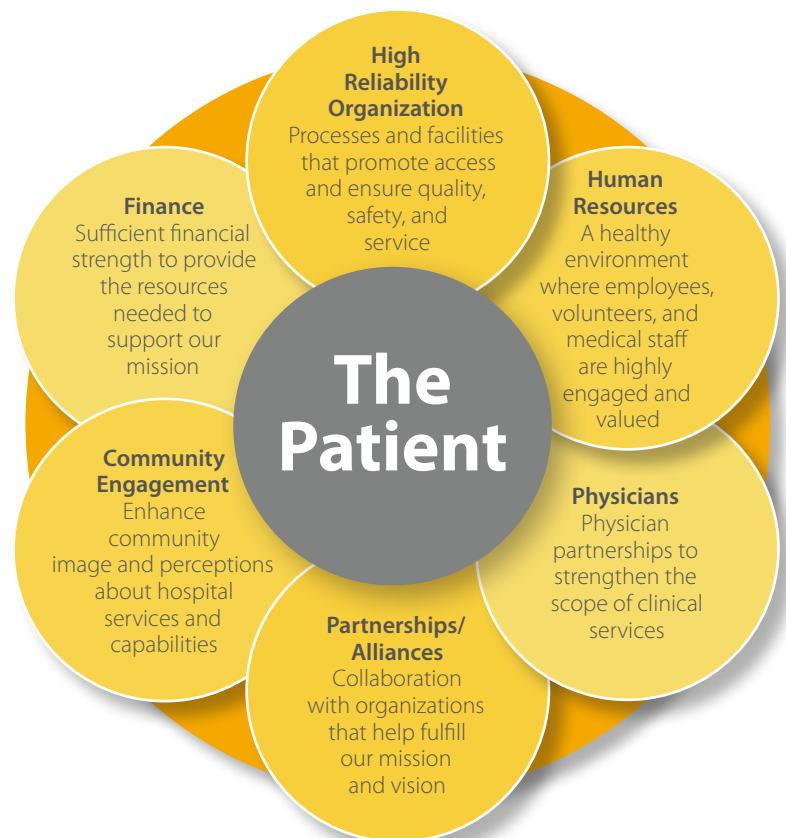 High
Reliability
Organization
Processes and facilities
that promote access
and ensure quality,
safety, and
service
Human
Resources
A healthy
environment
where employees,
volunteers, and
medical staff
are highly
engaged and
valued
Physicians
Physician
partnerships to
strengthen the
scope of clinical
services
Partnerships/
Alliances
Collaboration
with organizations
that help fulfill
our mission
and vision
Community
Engagement
Enhance
community
image and perceptions
about hospital
services and
capabilities
Finance
Sufficient financial
strength to provide
the resources
needed to
support our
mission
The
Patient